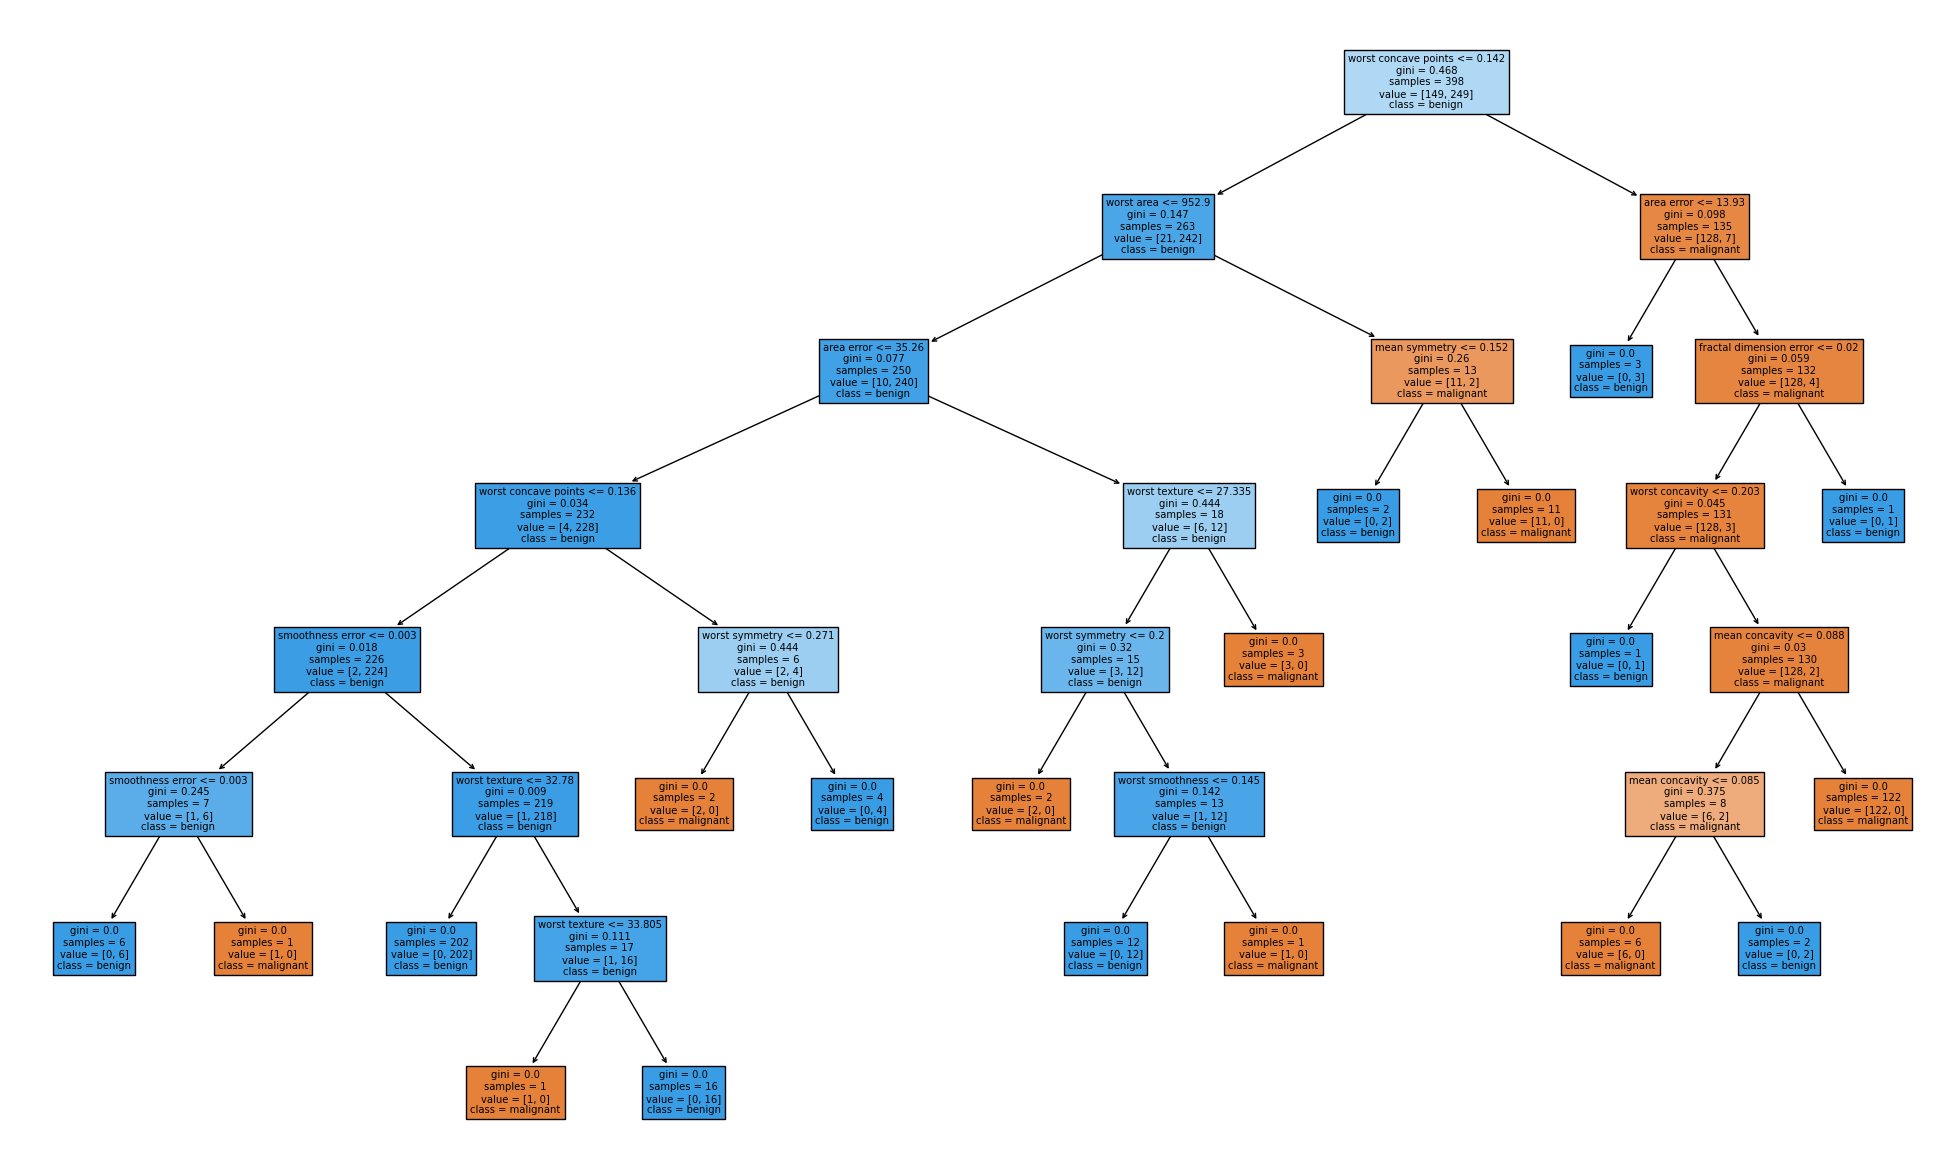 worst concave points <= 0.142
gini = 0.468
samples = 398
value = [149, 249]
class = benign
worst area <= 952.9
gini = 0.147
samples = 263
value = [21, 242]
class = benign
area error <= 13.93
gini = 0.098
samples = 135
value = [128, 7]
class = malignant
area error <= 35.26
gini = 0.077
samples = 250
value = [10, 240]
class = benign
mean symmetry <= 0.152
gini = 0.26
samples = 13
value = [11, 2]
class = malignant
gini = 0.0
samples = 3
value = [0, 3]
class = benign
fractal dimension error <= 0.02
gini = 0.059
samples = 132
value = [128, 4]
class = malignant
worst concave points <= 0.136
gini = 0.034
samples = 232
value = [4, 228]
class = benign
worst texture <= 27.335
gini = 0.444
samples = 18
value = [6, 12]
class = benign
gini = 0.0
samples = 2
value = [0, 2]
class = benign
gini = 0.0
samples = 11
value = [11, 0]
class = malignant
worst concavity <= 0.203
gini = 0.045
samples = 131
value = [128, 3]
class = malignant
gini = 0.0
samples = 1
value = [0, 1]
class = benign
smoothness error <= 0.003
gini = 0.018
samples = 226
value = [2, 224]
class = benign
worst symmetry <= 0.271
gini = 0.444
samples = 6
value = [2, 4]
class = benign
worst symmetry <= 0.2
gini = 0.32
samples = 15
value = [3, 12]
class = benign
gini = 0.0
samples = 3
value = [3, 0]
class = malignant
gini = 0.0
samples = 1
value = [0, 1]
class = benign
mean concavity <= 0.088
gini = 0.03
samples = 130
value = [128, 2]
class = malignant
smoothness error <= 0.003
gini = 0.245
samples = 7
value = [1, 6]
class = benign
worst texture <= 32.78
gini = 0.009
samples = 219
value = [1, 218]
class = benign
gini = 0.0
samples = 2
value = [2, 0]
class = malignant
gini = 0.0
samples = 4
value = [0, 4]
class = benign
gini = 0.0
samples = 2
value = [2, 0]
class = malignant
worst smoothness <= 0.145
gini = 0.142
samples = 13
value = [1, 12]
class = benign
mean concavity <= 0.085
gini = 0.375
samples = 8
value = [6, 2]
class = malignant
gini = 0.0
samples = 122
value = [122, 0]
class = malignant
gini = 0.0
samples = 6
value = [0, 6]
class = benign
gini = 0.0
samples = 1
value = [1, 0]
class = malignant
gini = 0.0
samples = 202
value = [0, 202]
class = benign
worst texture <= 33.805
gini = 0.111
samples = 17
value = [1, 16]
class = benign
gini = 0.0
samples = 12
value = [0, 12]
class = benign
gini = 0.0
samples = 1
value = [1, 0]
class = malignant
gini = 0.0
samples = 6
value = [6, 0]
class = malignant
gini = 0.0
samples = 2
value = [0, 2]
class = benign
gini = 0.0
samples = 1
value = [1, 0]
class = malignant
gini = 0.0
samples = 16
value = [0, 16]
class = benign